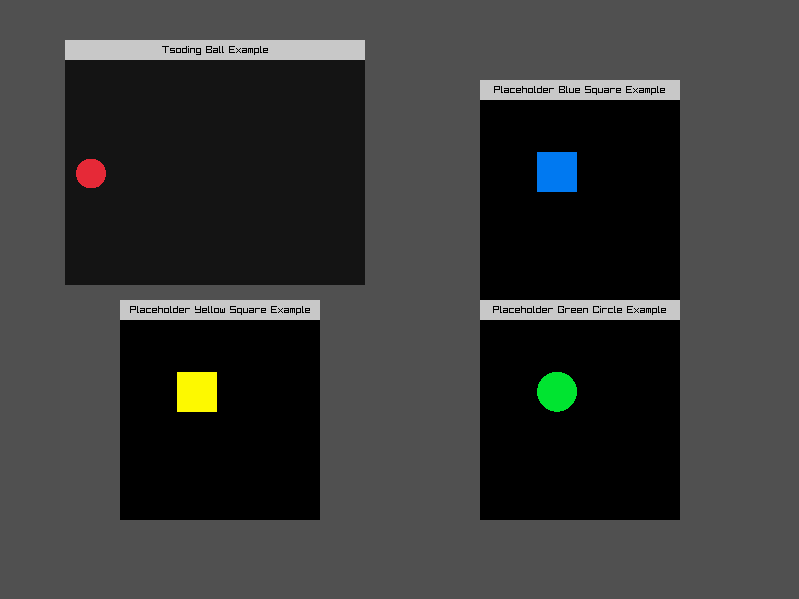 Tsoding Ball Example
Placeholder Blue Square Example
Placeholder Yellow Square Example
Placeholder Green Circle Example